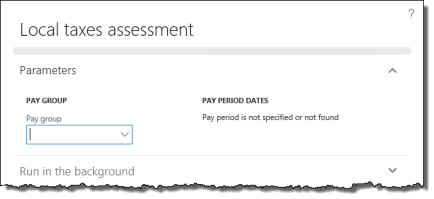 ?
Local taxes assessment
Parameters
PAY GROUP
Pay group
PAY PERIOD DATES
Pay period is not specified or not found
Run in the background